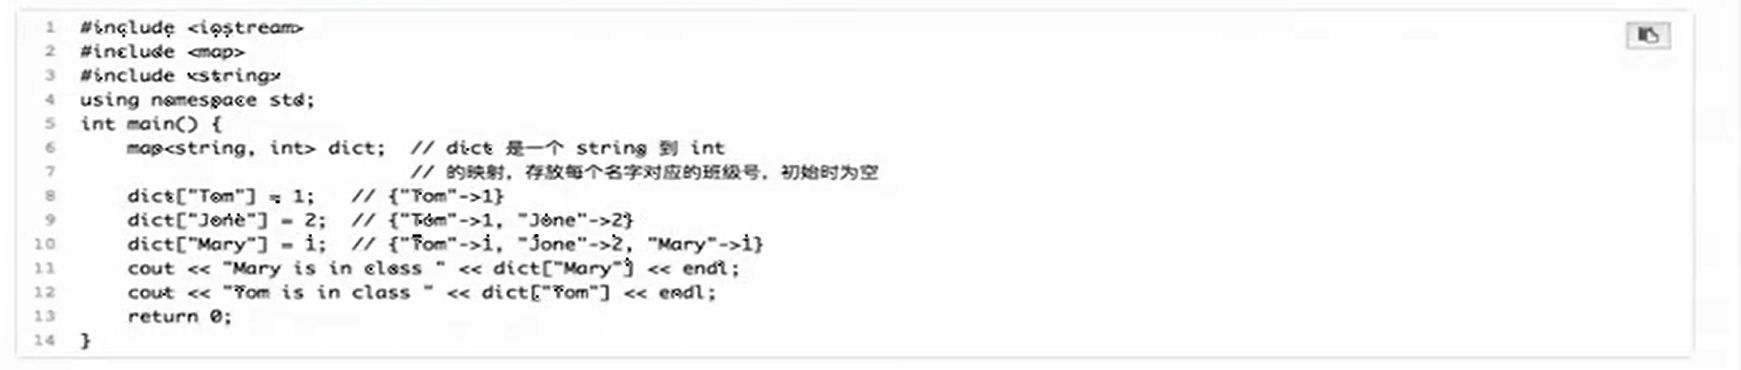 1 #include <iostream>
2 #include <map>
3 #include <string>
4 using namespace std;
5 int main() {
6 map<string, int> dict; // dict 是一个 string 到 int
7 // 的映射，存放每个名字对应的班级号，初始时为空
8 dict["Tom"] = 1; // {"Tom"->1}
9 dict["Jone"] = 2; // {"Tom"->1, "Jone"->2}
10 dict["Mary"] = 1; // {"Tom"->1, "Jone"->2, "Mary"->1}
11 cout << "Mary is in class " << dict["Mary"] << endl;
12 cout << "Tom is in class " << dict["Tom"] << endl;
13 return 0;
14 }